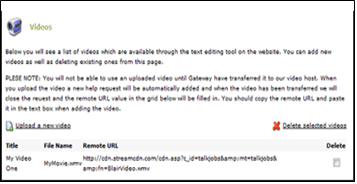 Videos
Below you will see a list of videos which are available through the text editing tool on the website. You can add new
videos as well as deleting existing ones from this page.
PLESE NOTE: You will not be able to use an uploaded video until Gateway have transferred it to our video host. When
you upload the video a new help request will be automatically added and when the video has been transferred we will
close the reuest and the remote URL value in the grid below will be filled in. You should copy the remote URL and paste
it in the text box when adding the video.
Upload a new video Delete selected videos
Title File Name Remote URL Delete
My Video MyMovie.wmv http://cdn.streamcdn.com/cdn.asp?c_id=talkjobs&amp;mt=talkjobs&
One amp;fn=BlairVideo.wmv